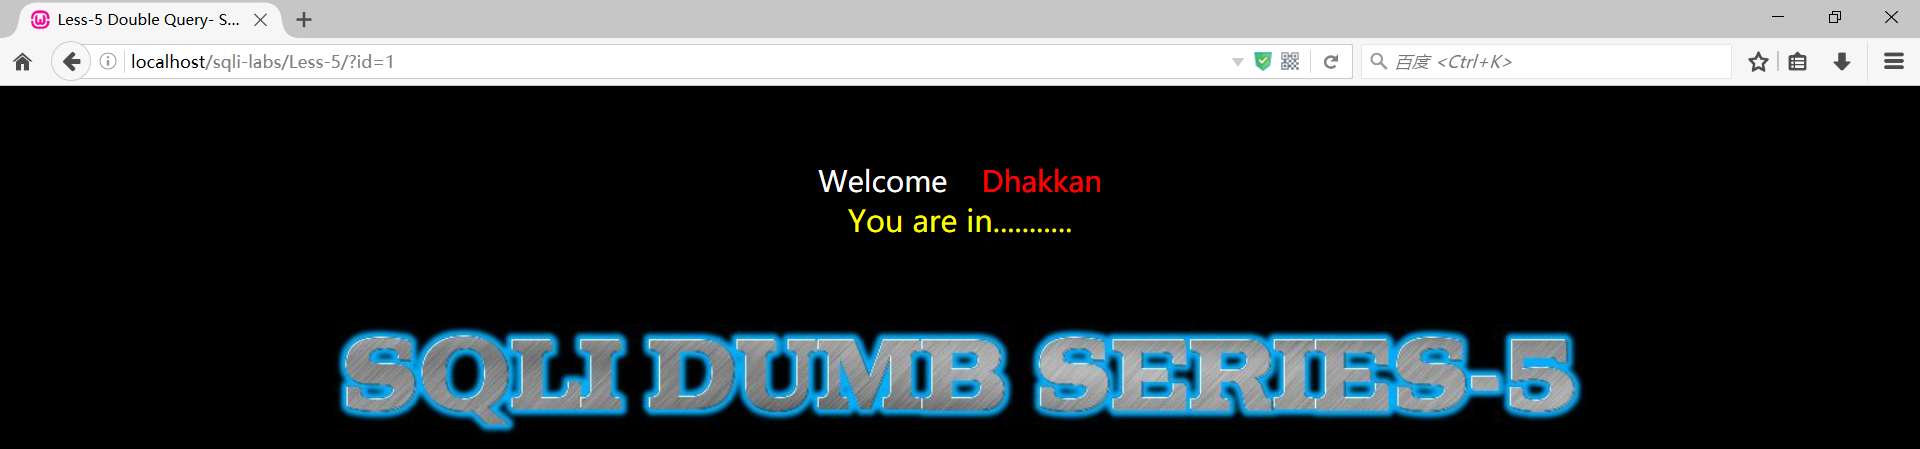 Less-5 Double Query- S...
localhost/sqli-labs/Less-5/?id=1
百度 <Ctrl+K>
Welcome Dhakkan
You are in...........
SQLI DUMB SERIES-5